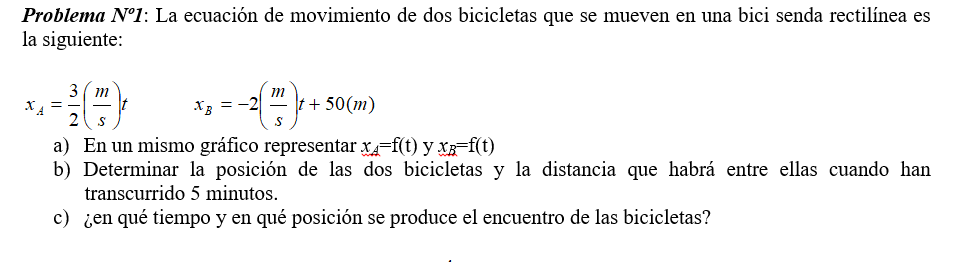 Problema Nº1: La ecuación de movimiento de dos bicicletas que se mueven en una bici senda rectilínea es
la siguiente:
x_A = 3/2 (m/s) t x_B = -2 (m/s) t + 50(m)
a) En un mismo gráfico representar x_A=f(t) y x_B=f(t)
b) Determinar la posición de las dos bicicletas y la distancia que habrá entre ellas cuando han
transcurrido 5 minutos.
c) ¿en qué tiempo y en qué posición se produce el encuentro de las bicicletas?